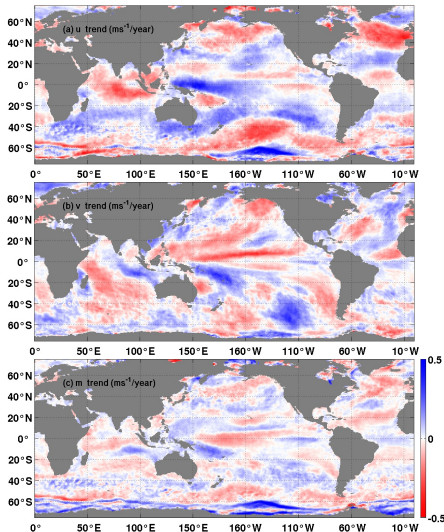 60°N
(a) u trend (ms⁻¹/year)
40°N
20°N
0°
20°S
40°S
60°S
0° 50°E 100°E 150°E 160°W 110°W 60°W 10°W
60°N
(b) v trend (ms⁻¹/year)
40°N
20°N
0°
20°S
40°S
60°S
0° 50°E 100°E 150°E 160°W 110°W 60°W 10°W
0.5
60°N
(c) m trend (ms⁻¹/year)
40°N
20°N
0°
0
20°S
40°S
60°S
-0.5
0° 50°E 100°E 150°E 160°W 110°W 60°W 10°W